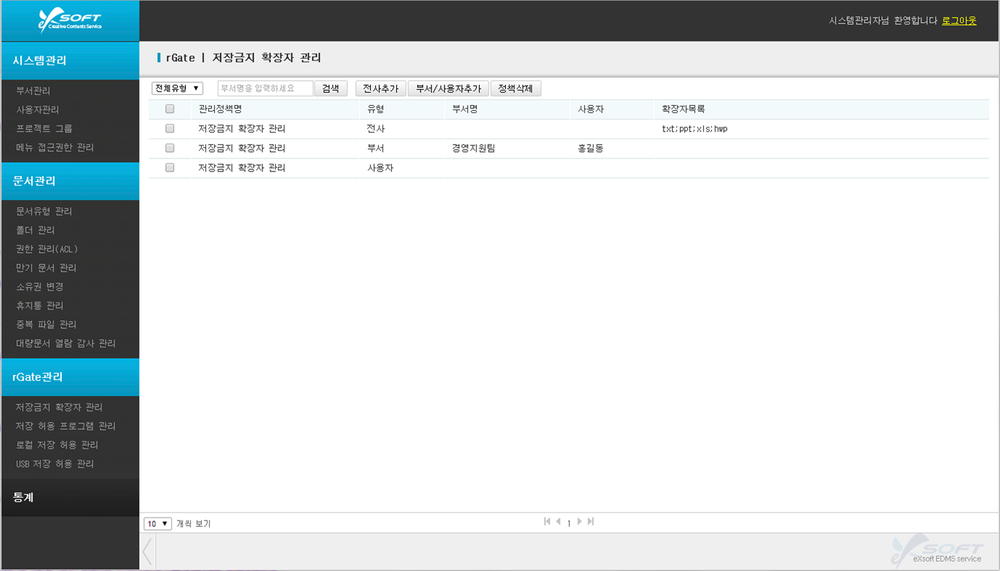 eXSOFT
Creative Contents Service
시스템관리자님 환영합니다 로그아웃
시스템관리
부서관리
사용자관리
프로젝트 그룹
메뉴 접근권한 관리
문서관리
문서유형 관리
폴더 관리
권한 관리(ACL)
만기 문서 관리
소유권 변경
휴지통 관리
중복 파일 관리
대량문서 열람 감사 관리
rGate관리
저장금지 확장자 관리
저장 허용 프로그램 관리
로컬 저장 허용 관리
USB 저장 허용 관리
통계
rGate | 저장금지 확장자 관리
전체유형 ▼ 부서명을 입력하세요 검색 전사추가 부서/사용자추가 정책삭제
관리정책명 유형 부서명 사용자 확장자목록
저장금지 확장자 관리 전사 txt;ppt;xls;hwp
저장금지 확장자 관리 부서 경영지원팀 홍길동
저장금지 확장자 관리 사용자
10 ▼ 개씩 보기 1
eXSOFT
eXsoft EDMS service